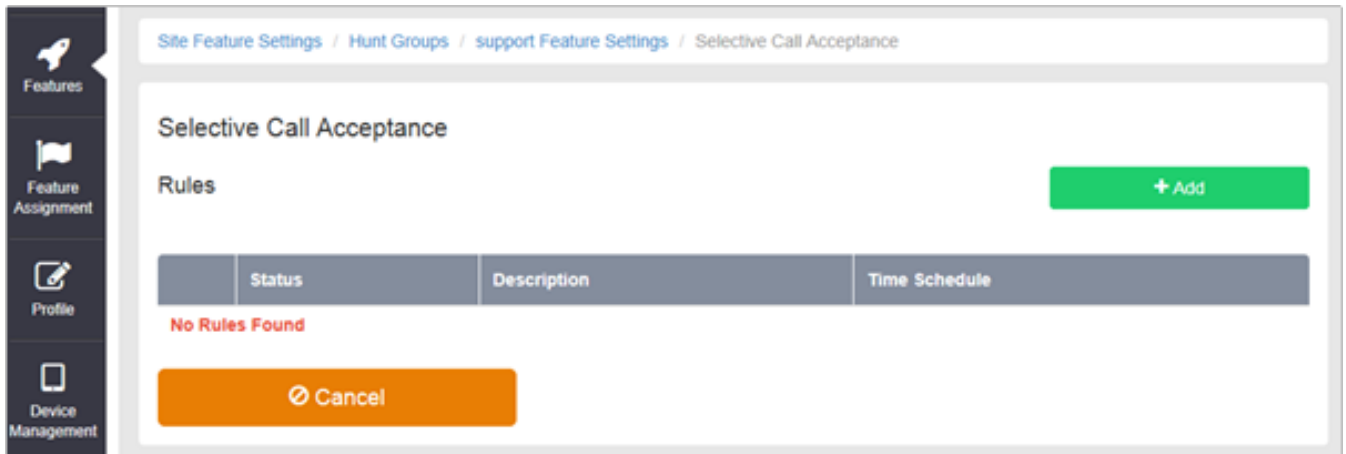 Features
Feature
Assignment
Profile
Device
Management
Site Feature Settings / Hunt Groups / support Feature Settings / Selective Call Acceptance
Selective Call Acceptance
Rules
+ Add
Status Description Time Schedule
No Rules Found
Cancel